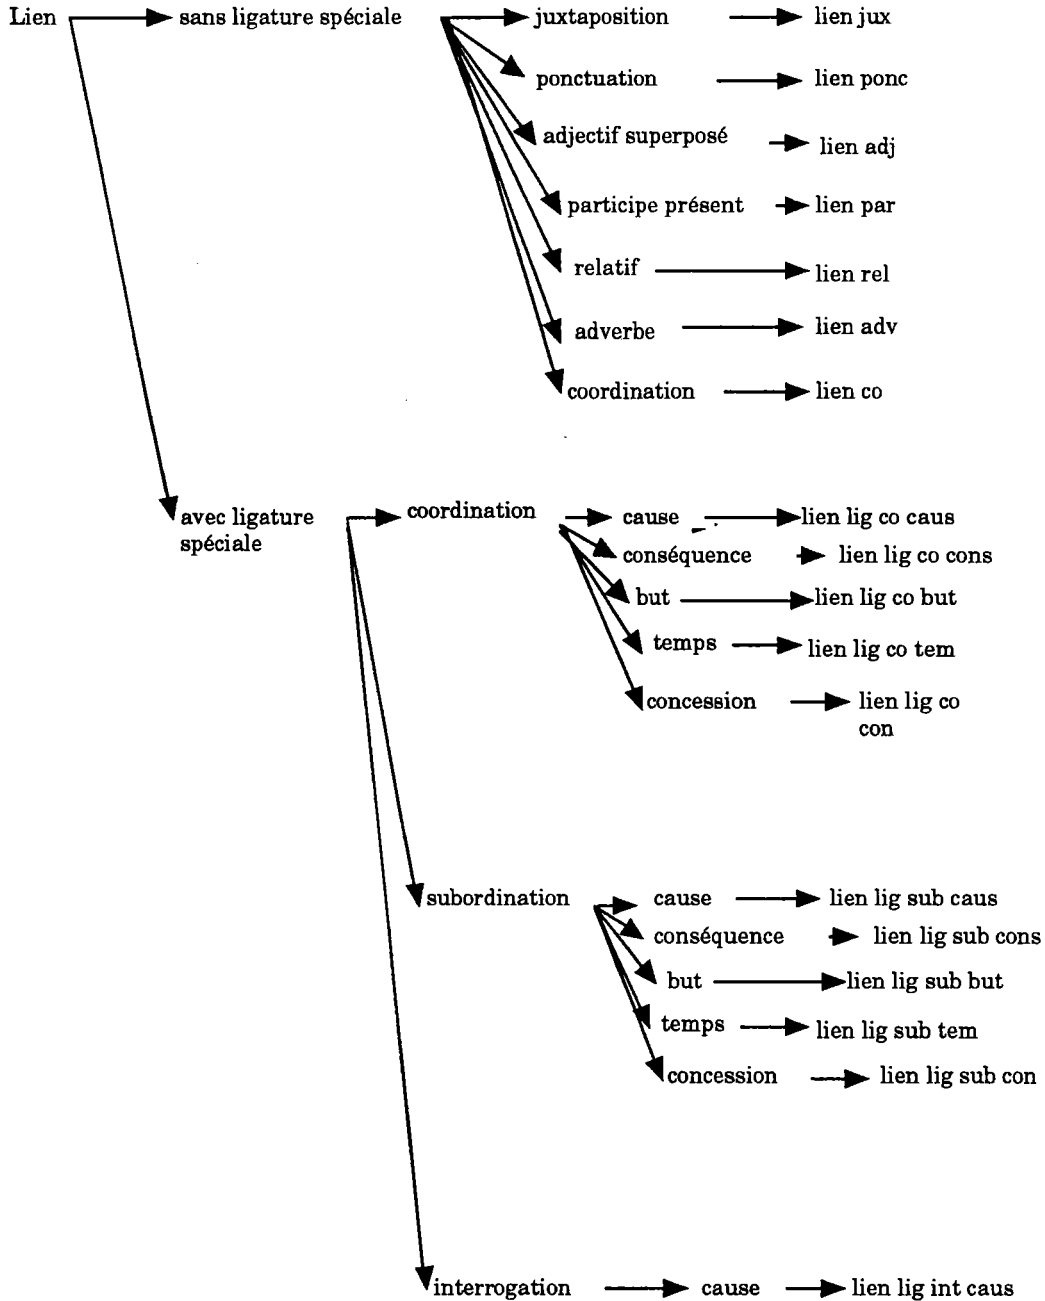 Lien sans ligature spéciale juxtaposition lien jux
ponctuation lien ponc
adjectif superposé lien adj
participe présent lien par
relatif lien rel
adverbe lien adv
coordination lien co
avec ligature spéciale
coordination cause lien lig co caus
conséquence lien lig co cons
but lien lig co but
temps lien lig co tem
concession lien lig co
con
subordination cause lien lig sub caus
conséquence lien lig sub cons
but lien lig sub but
temps lien lig sub tem
concession lien lig sub con
interrogation cause lien lig int caus